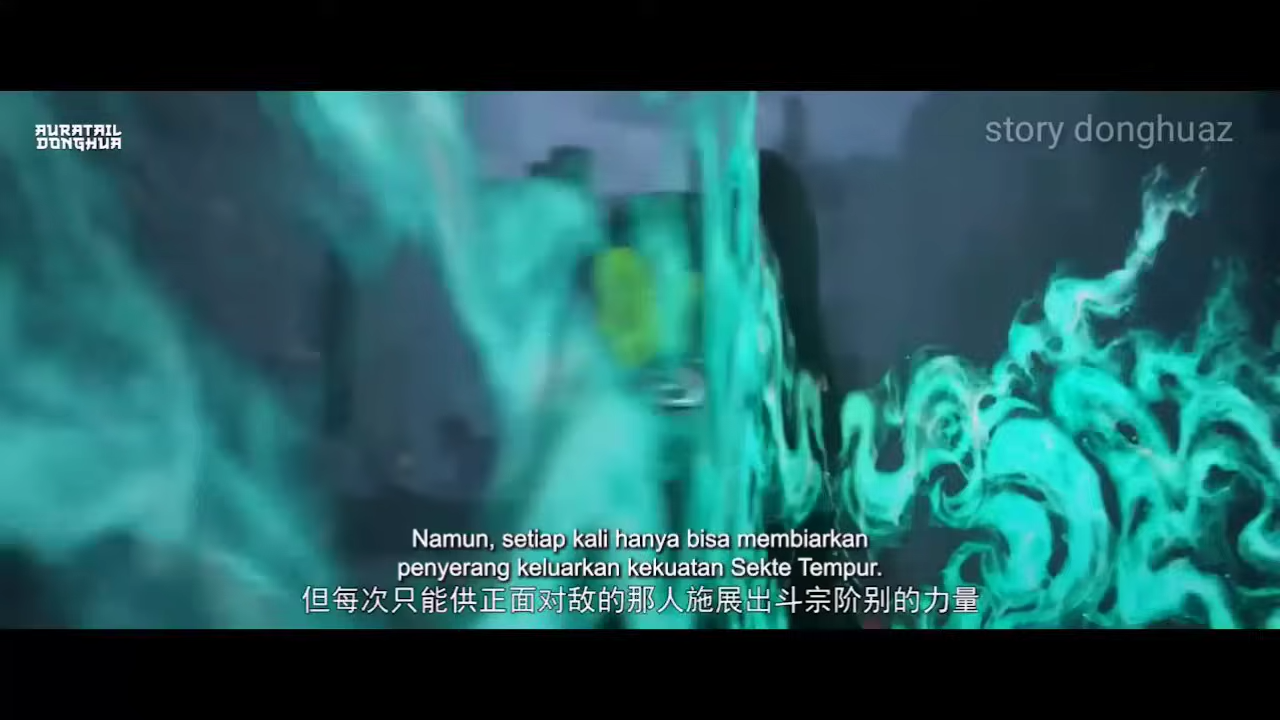 AURATAIL
DONGHUA
story donghuaz
Namun, setiap kali hanya bisa membiarkan
penyerang keluarkan kekuatan Sekte Tempur.
但每次只能供正面对敌的那人施展出斗宗阶别的力量